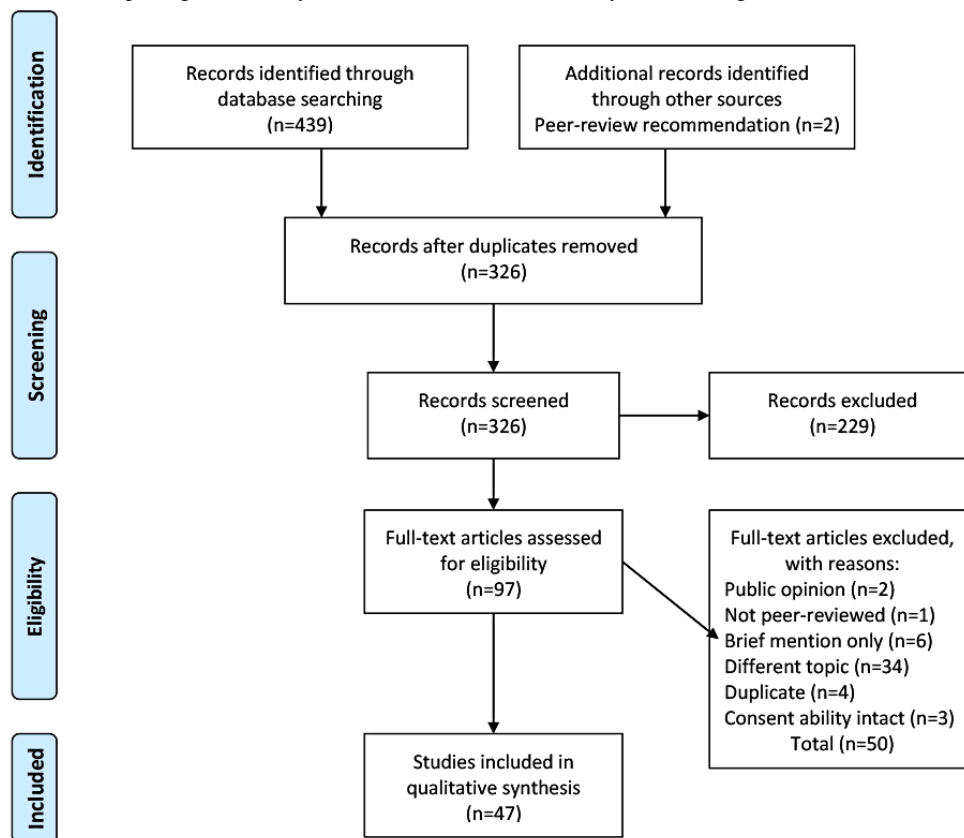 Identification
Records identified through
database searching
(n=439)
Additional records identified
through other sources
Peer-review recommendation (n=2)
Records after duplicates removed
(n=326)
Screening
Records screened
(n=326)
Records excluded
(n=229)
Eligibility
Full-text articles assessed
for eligibility
(n=97)
Full-text articles excluded,
with reasons:
Public opinion (n=2)
Not peer-reviewed (n=1)
Brief mention only (n=6)
Different topic (n=34)
Duplicate (n=4)
Consent ability intact (n=3)
Total (n=50)
Included
Studies included in
qualitative synthesis
(n=47)